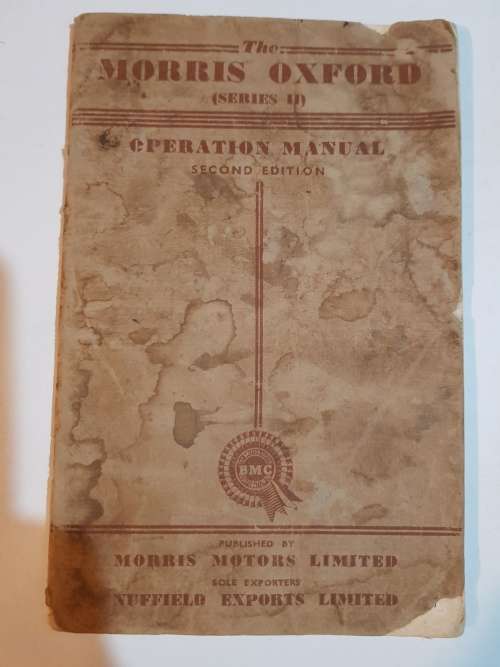 The
MORRIS OXFORD
(SERIES II)
OPERATION MANUAL
SECOND EDITION
BMC
PUBLISHED BY
MORRIS MOTORS LIMITED
SOLE EXPORTERS
NUFFIELD EXPORTS LIMITED